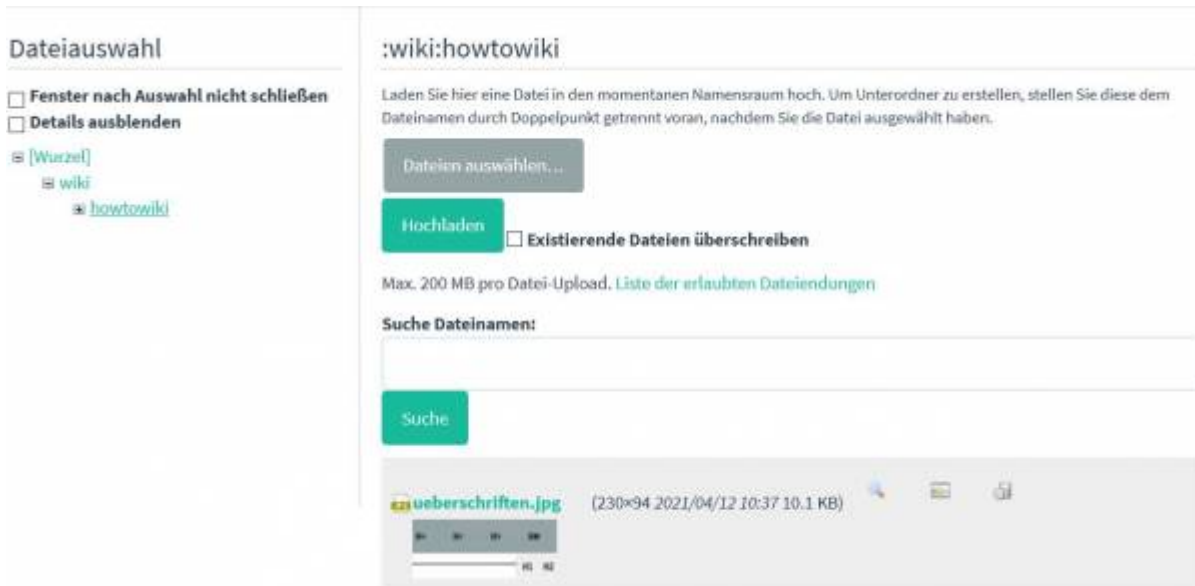 Dateiauswahl
Fenster nach Auswahl nicht schließen
Details ausblenden
[Wurzel]
wiki
howtowiki
:wiki:howtowiki
Laden Sie hier eine Datei in den momentanen Namensraum hoch. Um Unterordner zu erstellen, stellen Sie diese dem
Dateinamen durch Doppelpunkt getrennt voran, nachdem Sie die Datei ausgewählt haben.
Dateien auswählen...
Hochladen
Existierende Dateien überschreiben
Max. 200 MB pro Datei-Upload. Liste der erlaubten Dateiendungen
Suche Dateinamen:
Suche
ueberschriften.jpg (230×94 2021/04/12 10:37 10.1 KB)